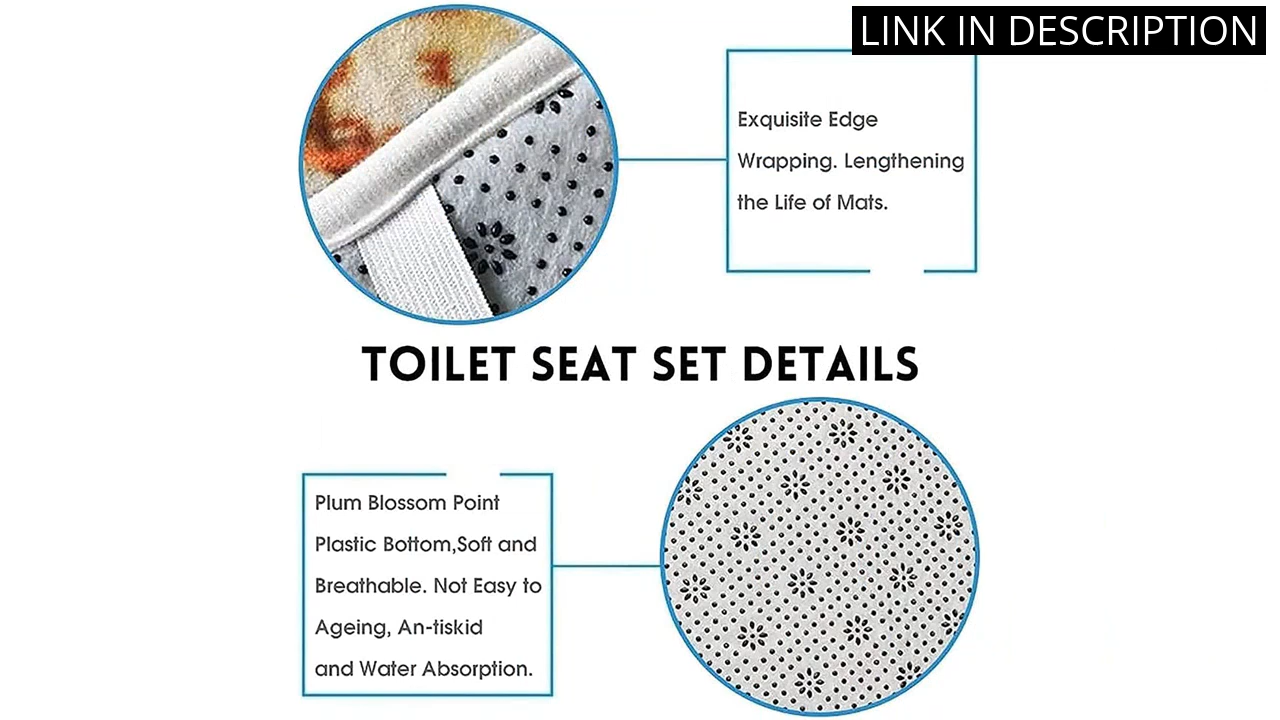 LINK IN DESCRIPTION
Exquisite Edge
Wrapping. Lengthening
the Life of Mats.
TOILET SEAT SET DETAILS
Plum Blossom Point
Plastic Bottom,Soft and
Breathable. Not Easy to
Ageing, An-tiskid
and Water Absorption.